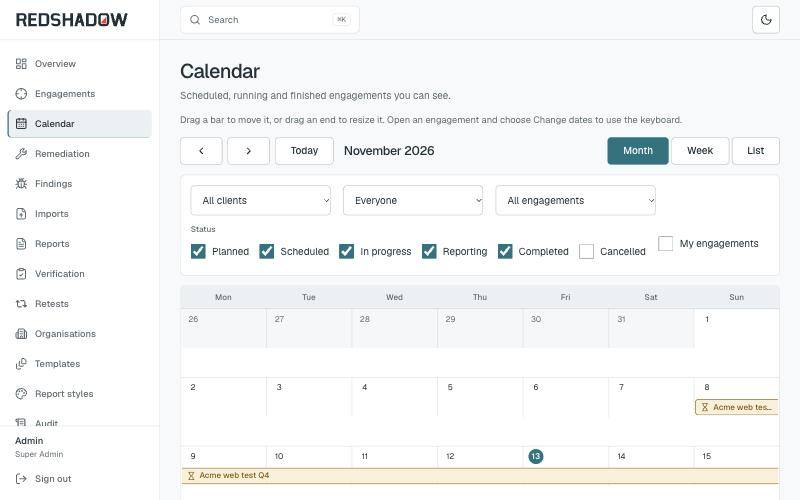 REDSHADOW
Search ⌘K
Overview
Engagements
Calendar
Remediation
Findings
Imports
Reports
Verification
Retests
Organisations
Templates
Report styles
Audit
Admin
Super Admin
Sign out
Calendar
Scheduled, running and finished engagements you can see.
Drag a bar to move it, or drag an end to resize it. Open an engagement and choose Change dates to use the keyboard.
Today November 2026 Month Week List
All clients Everyone All engagements
Status
Planned Scheduled In progress Reporting Completed Cancelled My engagements
Mon Tue Wed Thu Fri Sat Sun
26 27 28 29 30 31 1
2 3 4 5 6 7 8
Acme web tes...
9 10 11 12 13 14 15
Acme web test Q4